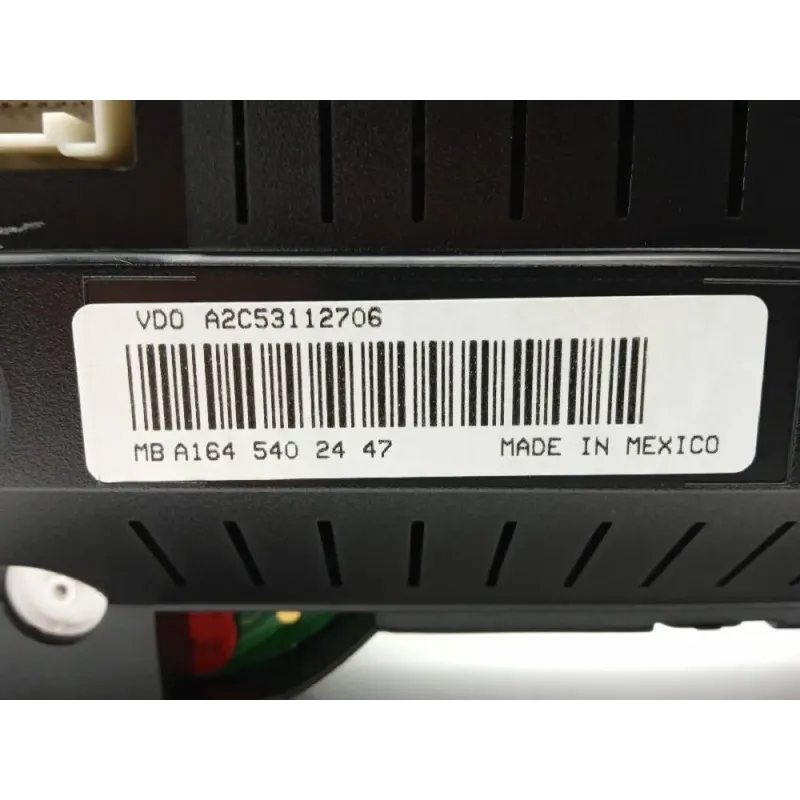 VDO A2C53112706
MB A164 540 24 47 MADE IN MEXICO